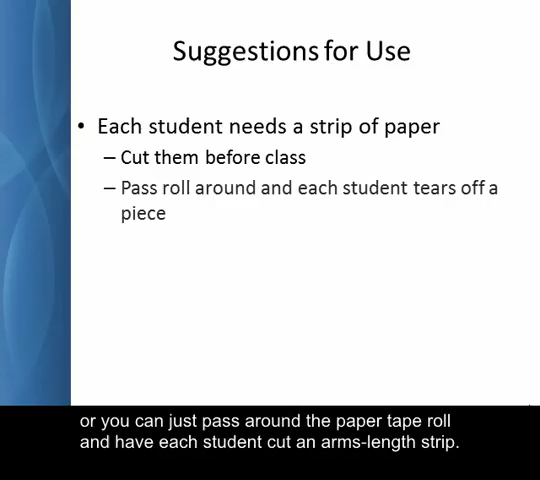 Suggestions for Use
• Each student needs a strip of paper
– Cut them before class
– Pass roll around and each student tears off a
piece
or you can just pass around the paper tape roll
and have each student cut an arms-length strip.